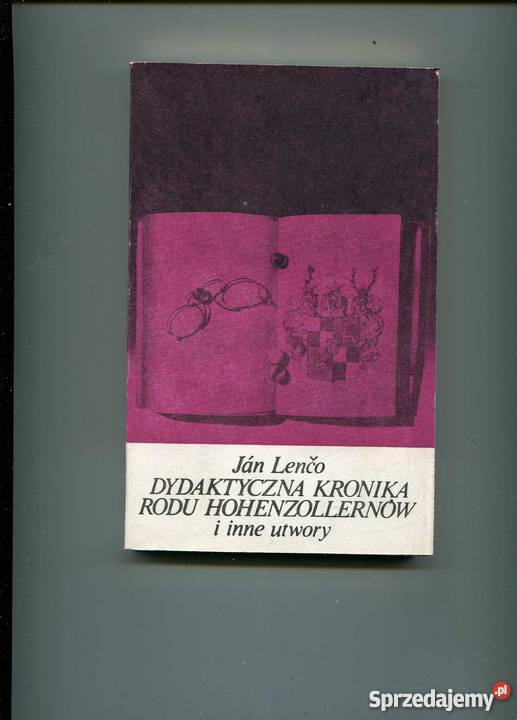 Ján Lenčo
DYDAKTYCZNA KRONIKA
RODU HOHENZOLLERNÓW
i inne utwory
Sprzedajemy.pl